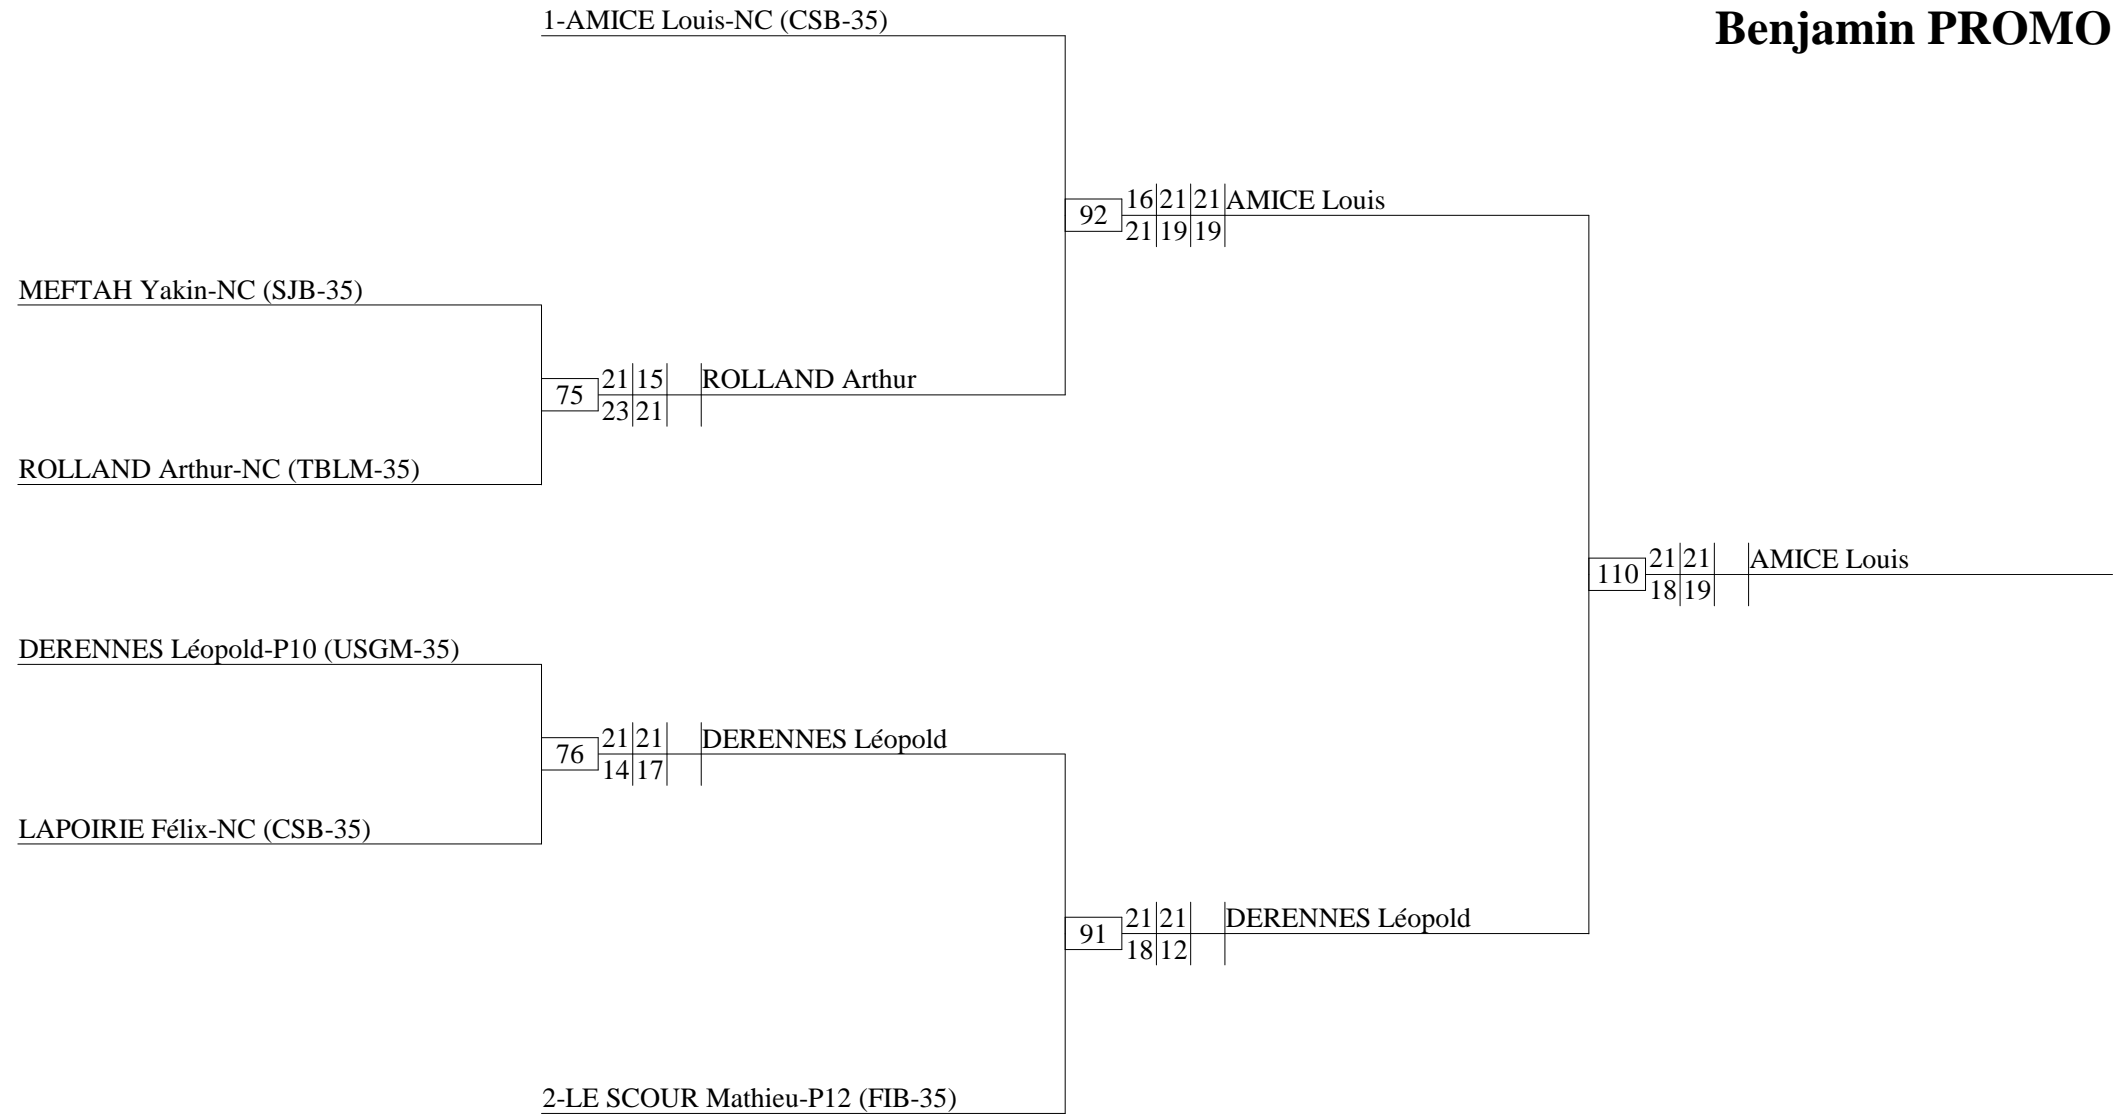 1-AMICE Louis-NC (CSB-35)
Benjamin PROMO
16 21 21 AMICE Louis
92
21 19 19
MEFTAH Yakin-NC (SJB-35)
21 15 ROLLAND Arthur
75
23 21
ROLLAND Arthur-NC (TBLM-35)
21 21 AMICE Louis
110
18 19
DERENNES Léopold-P10 (USGM-35)
21 21 DERENNES Léopold
76
14 17
LAPOIRIE Félix-NC (CSB-35)
21 21 DERENNES Léopold
91
18 12
2-LE SCOUR Mathieu-P12 (FIB-35)